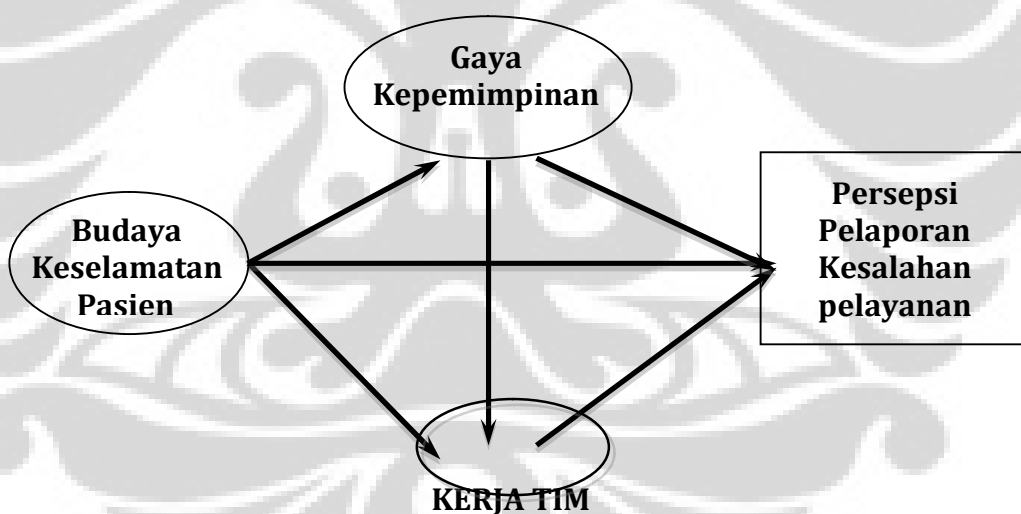 Gaya
Kepemimpinan
Budaya
Keselamatan
Pasien
Persepsi
Pelaporan
Kesalahan
pelayanan
KERJA TIM